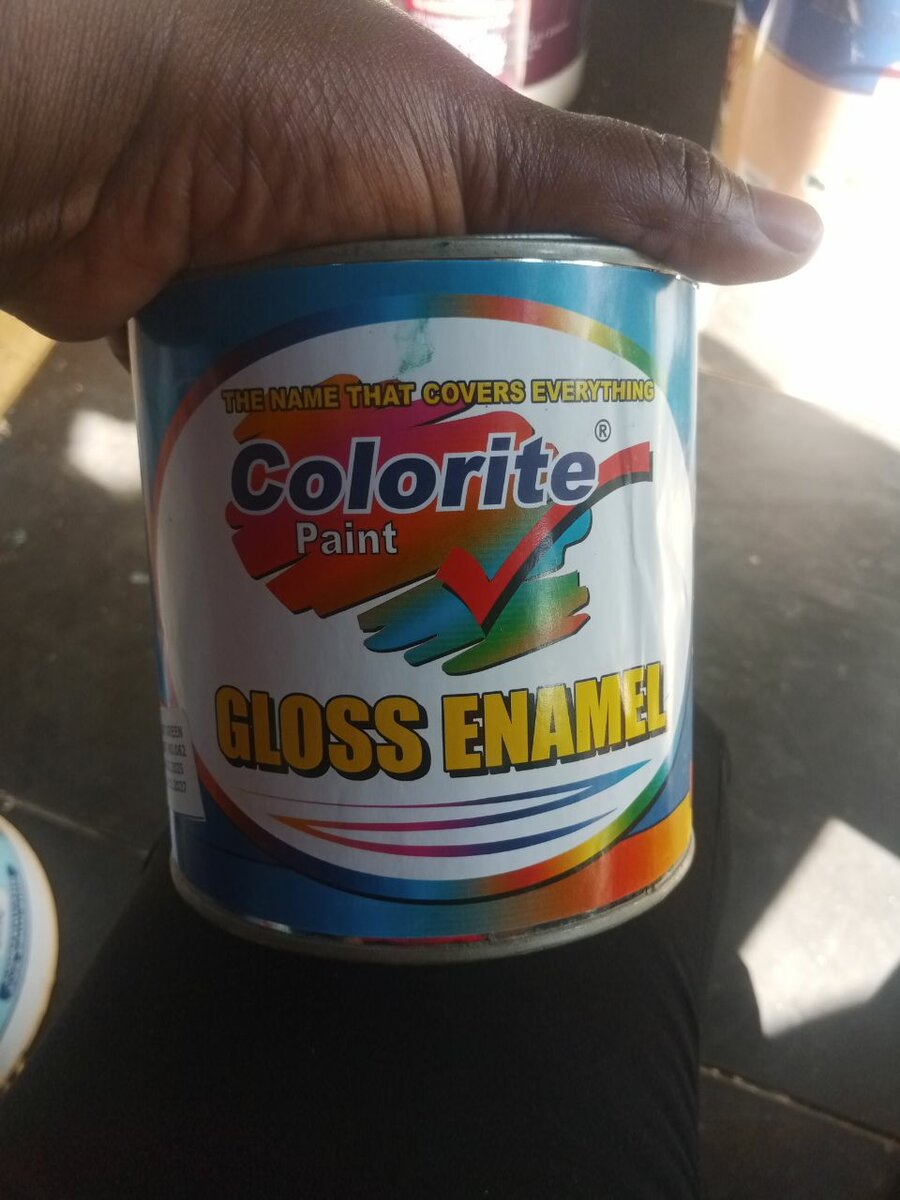 THE NAME THAT COVERS EVERYTHING
Colorite®
Paint
GLOSS ENAMEL